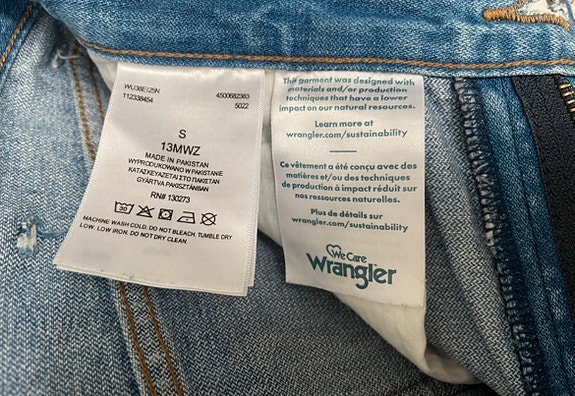 WU38E125N
112338454
4500682383
5022
S
13MWZ
MADE IN PAKISTAN
WYPRODUKOWANO W PAKISTANIE
ΚΑΤΑΣΚΕΥΑΖΕΤΑΙ ΣΤΟ ΠΑΚΙΣΤΑΝ
GYÁRTVA PAKISZTÁNBAN
RN# 130273
30
MACHINE WASH COLD. DO NOT BLEACH. TUMBLE DRY
LOW. LOW IRON. DO NOT DRY CLEAN.
This garment was designed with
materials and/or production
techniques that have a lower
impact on our natural resources.
Learn more at
wrangler.com/sustainability
Ce vêtement a été conçu avec des
matières et/ou des techniques
de production à impact réduit sur
nos ressources naturelles.
Plus de détails sur
wrangler.com/sustainability
We Care
Wrangler